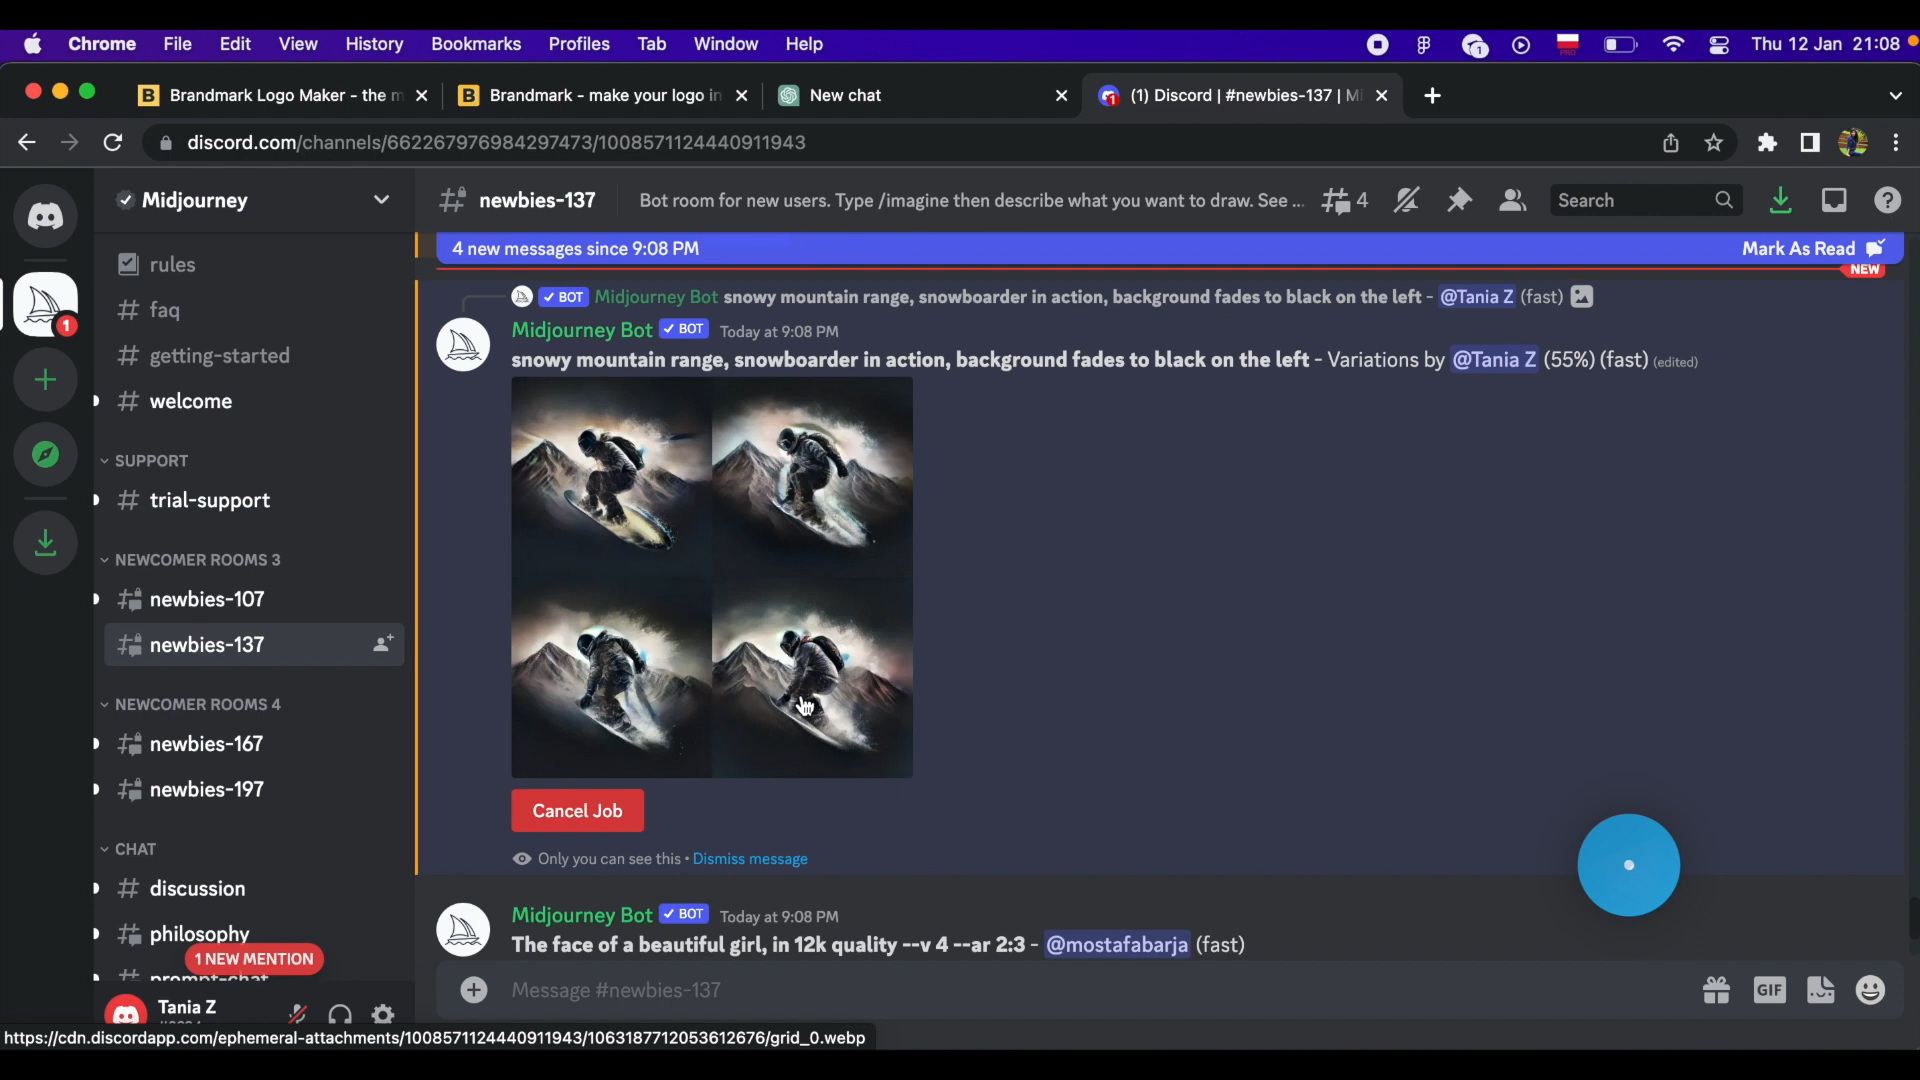 Chrome File Edit View History Bookmarks Profiles Tab Window Help
1 PRO Thu 12 Jan 21:08
Brandmark Logo Maker - the m
Brandmark - make your logo in
New chat
(1) Discord | #newbies-137 | Mi
discord.com/channels/662267976984297473/1008571124440911943
Midjourney
newbies-137
Bot room for new users. Type /imagine then describe what you want to draw. See ...
4
Search
1
rules
faq
getting-started
welcome
SUPPORT
trial-support
NEWCOMER ROOMS 3
newbies-107
newbies-137
NEWCOMER ROOMS 4
newbies-167
newbies-197
CHAT
discussion
philosophy
prompt-chat
1 NEW MENTION
Tania Z
4 new messages since 9:08 PM
Mark As Read
NEW
BOT Midjourney Bot snowy mountain range, snowboarder in action, background fades to black on the left - @Tania Z (fast)
Midjourney Bot BOT Today at 9:08 PM
snowy mountain range, snowboarder in action, background fades to black on the left - Variations by @Tania Z (55%) (fast) (edited)
Cancel Job
Only you can see this • Dismiss message
Midjourney Bot BOT Today at 9:08 PM
The face of a beautiful girl, in 12k quality --v 4 --ar 2:3 - @mostafabarja (fast)
Message #newbies-137
GIF
https://cdn.discordapp.com/ephemeral-attachments/1008571124440911943/1063187712053612676/grid_0.webp